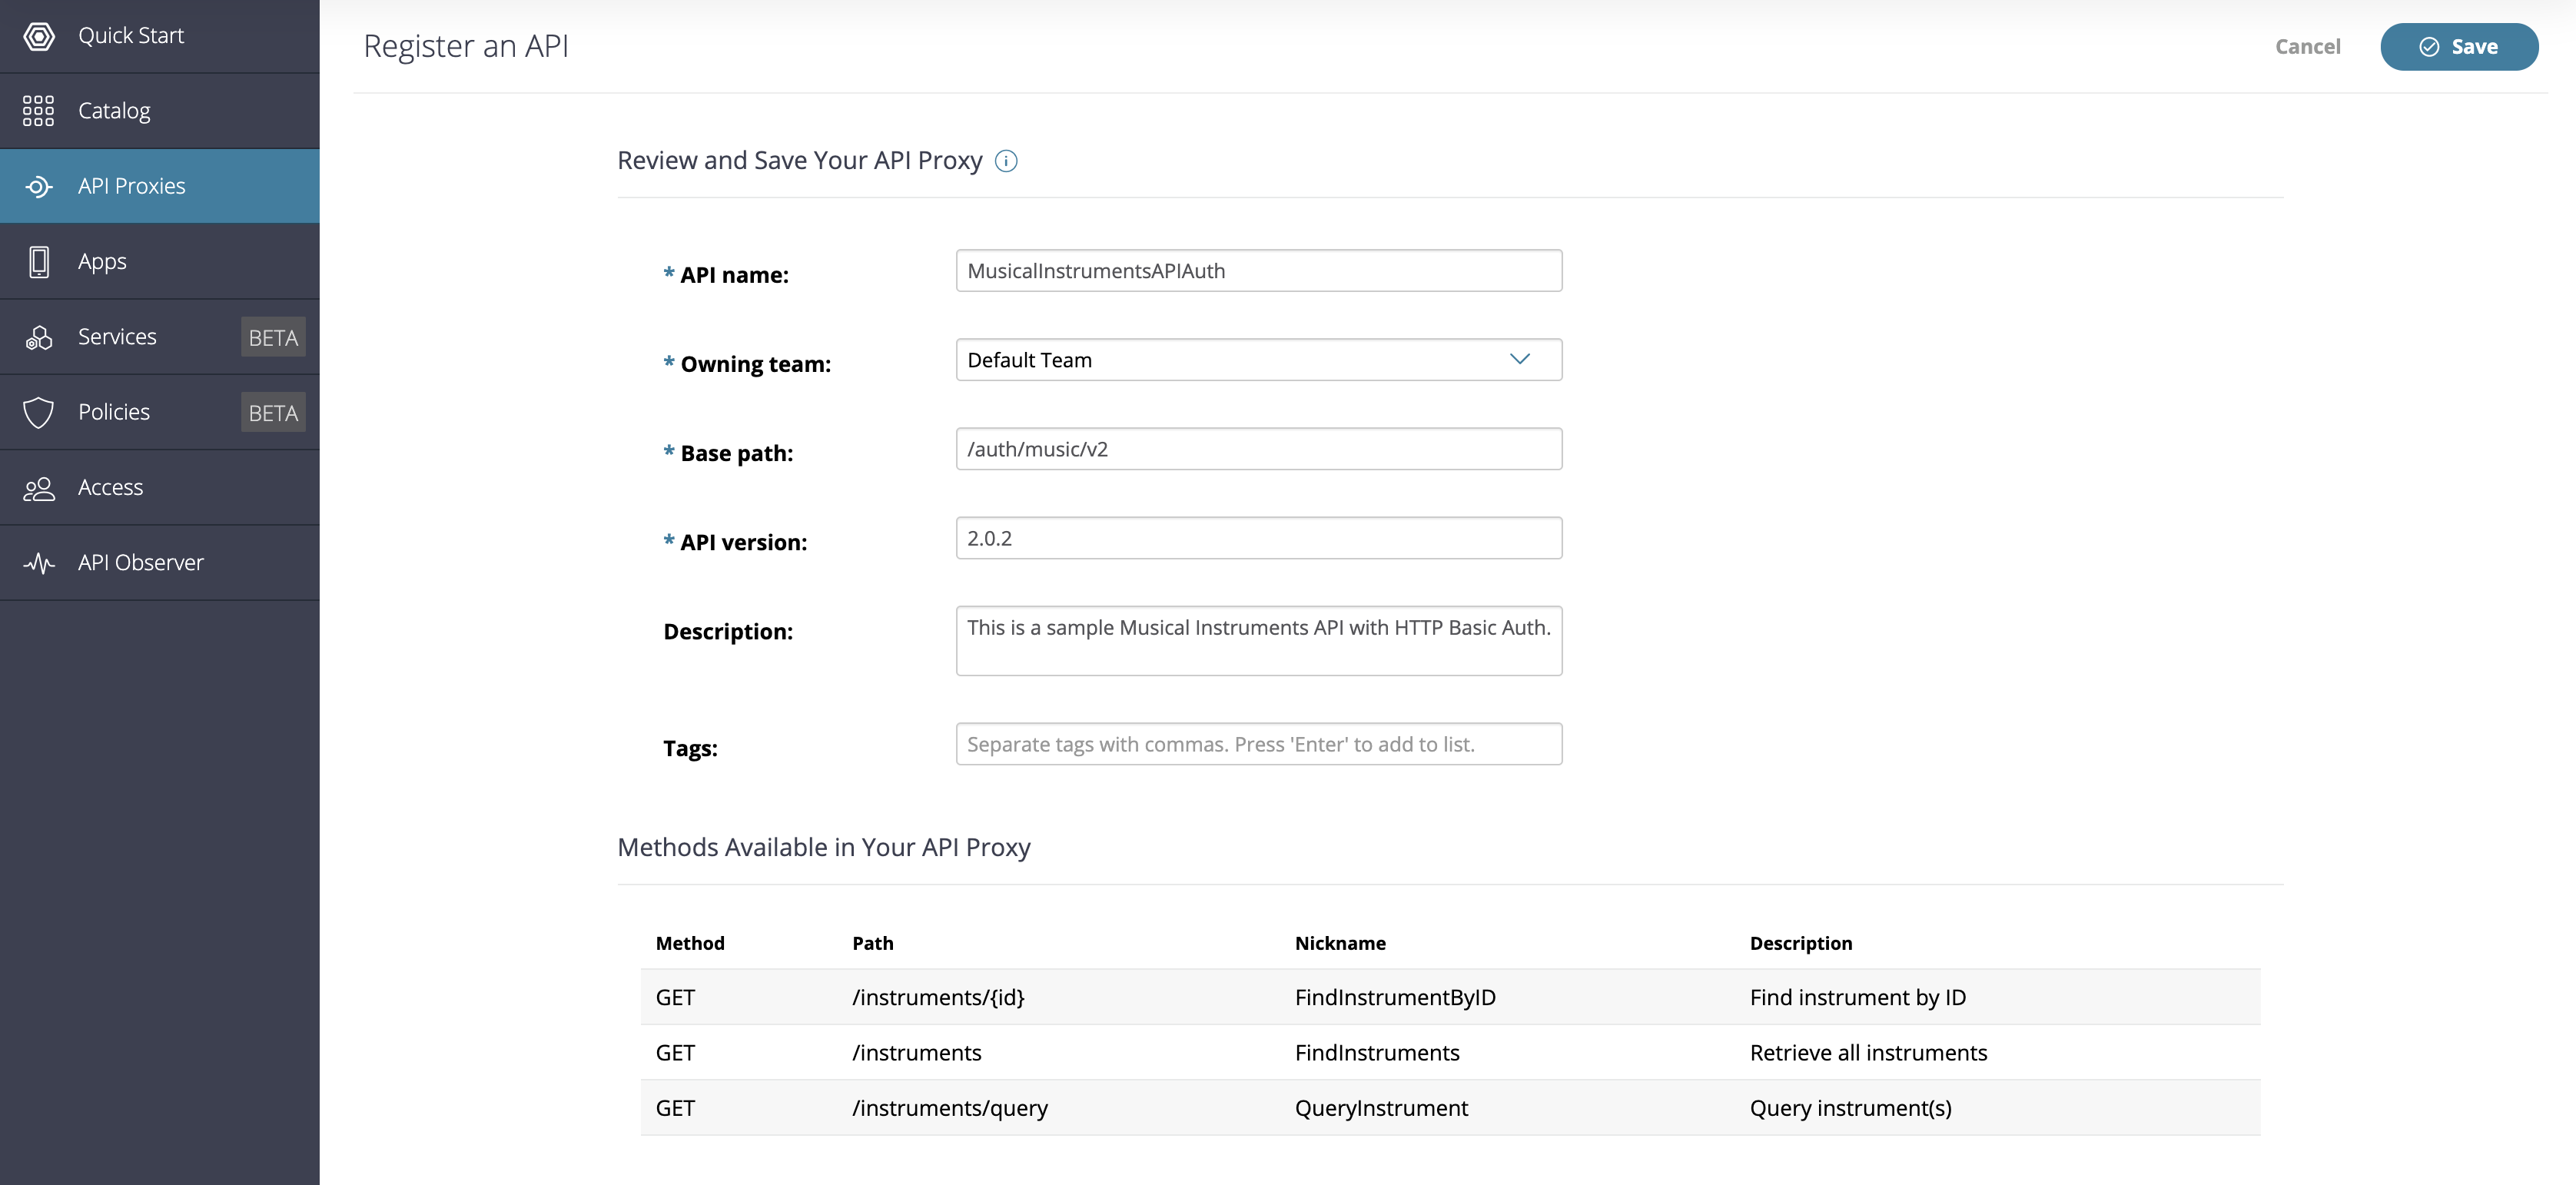 Quick Start
Catalog
API Proxies
Apps
Services BETA
Policies BETA
Access
API Observer
Register an API
Cancel
Save
Review and Save Your API Proxy
* API name: MusicalInstrumentsAPIAuth
* Owning team: Default Team
* Base path: /auth/music/v2
* API version: 2.0.2
Description: This is a sample Musical Instruments API with HTTP Basic Auth.
Tags: Separate tags with commas. Press 'Enter' to add to list.
Methods Available in Your API Proxy
Method Path Nickname Description
GET /instruments/{id} FindInstrumentByID Find instrument by ID
GET /instruments FindInstruments Retrieve all instruments
GET /instruments/query QueryInstrument Query instrument(s)